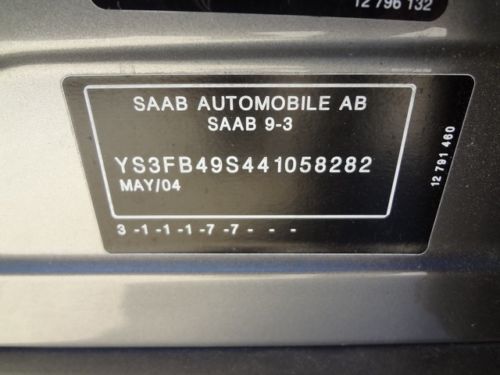 12 796 132
SAAB AUTOMOBILE AB
SAAB 9-3
YS3FB49S441058282
MAY/04
3 -1 -1 -1 -7 -7 - - -
12 791 460